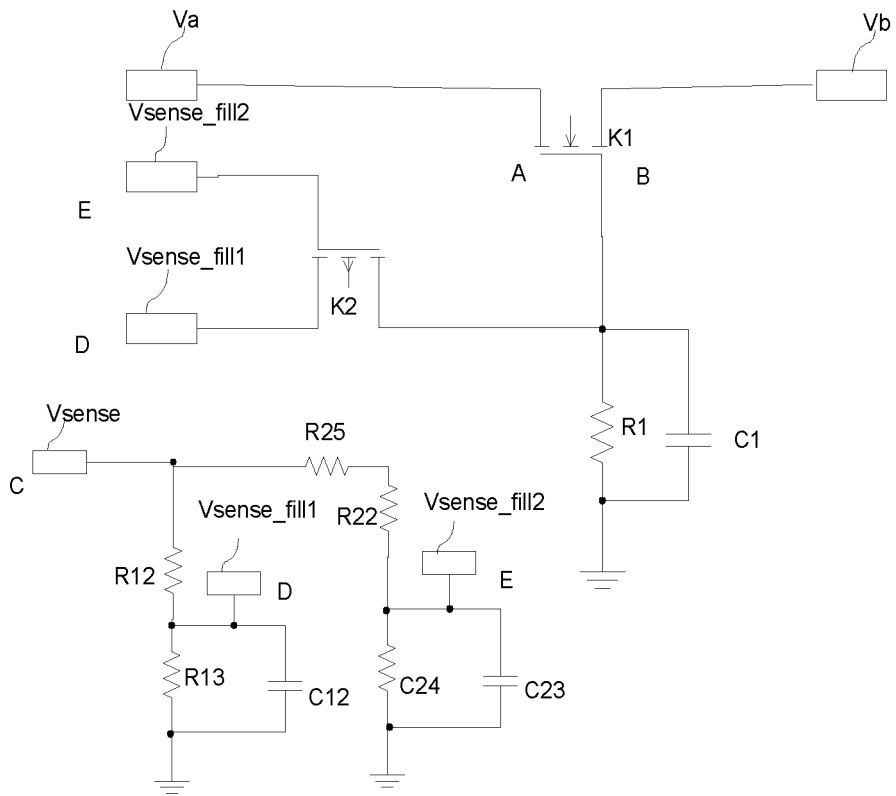 Va
Vb
Vsense_fill2
K1
A
B
E
Vsense_fill1
K2
D
Vsense
R25
R1
C1
C
Vsense_fill1
R22
Vsense_fill2
R12
D
E
R13
C12
C24
C23